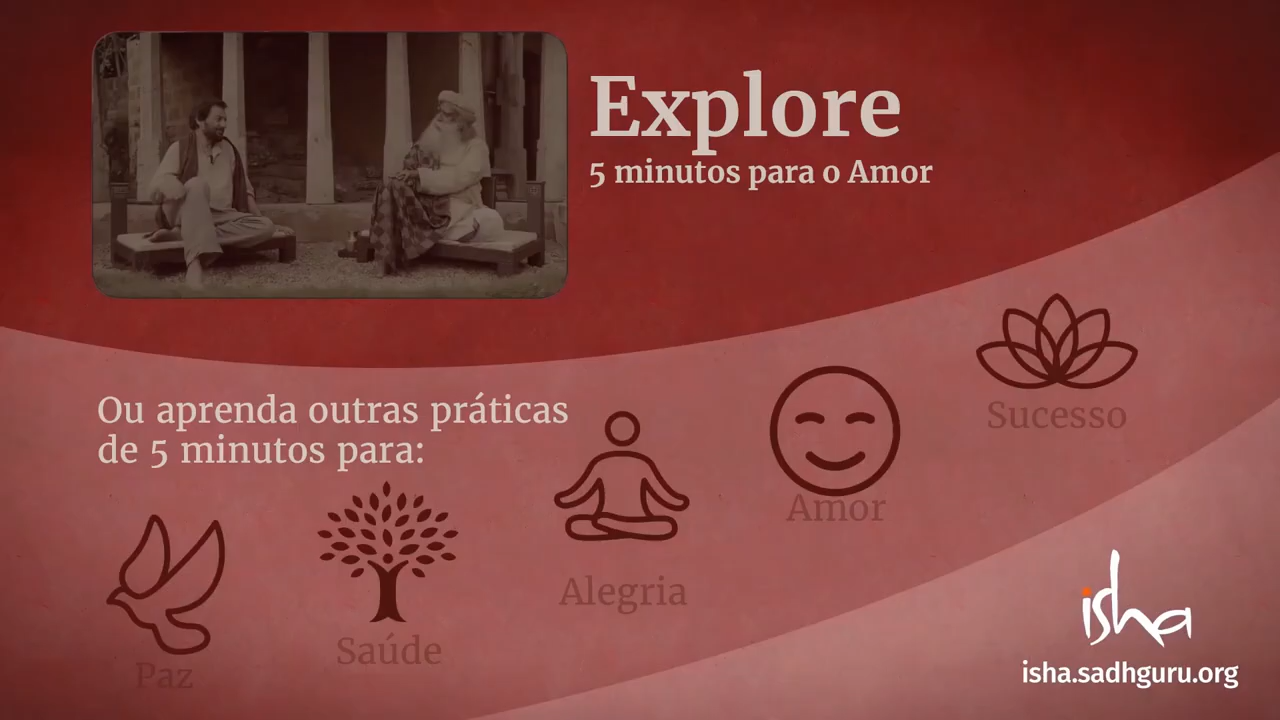 Explore
5 minutos para o Amor
Ou aprenda outras práticas
de 5 minutos para:
Sucesso
Amor
Alegria
Saúde
Paz
isha
isha.sadhguru.org